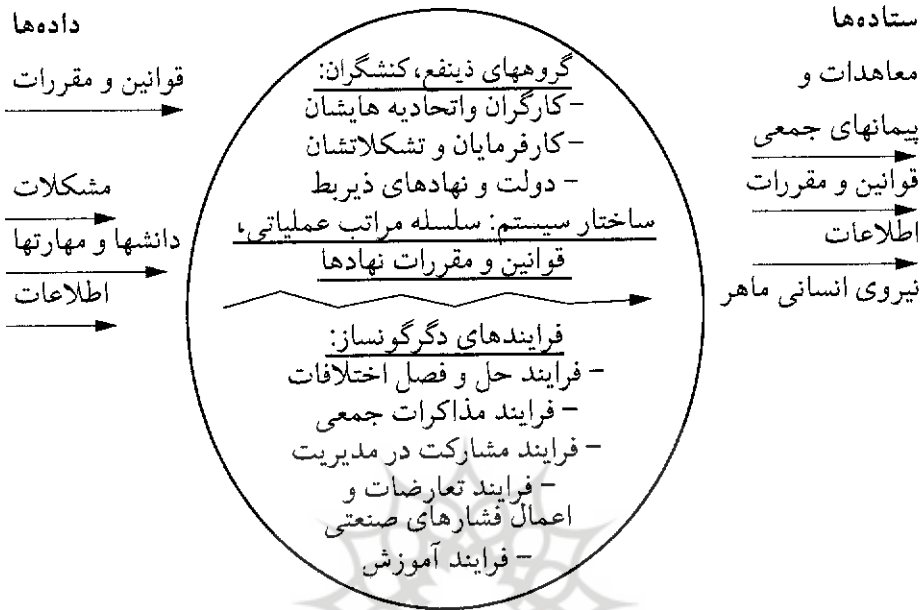 داده‌ها
قوانین و مقررات
مشکلات
دانشها و مهارتها
اطلاعات
گروههای ذینفع،کنشگران:
-کارگران واتحادیه هایشان
-کارفرمایان و تشکلاتشان
- دولت و نهادهای ذیربط
ساختار سیستم: سلسله مراتب عملیاتی،
قوانین و مقررات نهادها
فرایندهای دگرگونساز:
- فرایند حل و فصل اختلافات
- فرایند مذاکرات جمعی
- فرایند مشارکت در مدیریت
- فرایند تعارضات و
اعمال فشارهای صنعتی
- فرایند آموزش
ستاده‌ها
معاهدات و
پیمانهای جمعی
قوانین و مقررات
اطلاعات
نیروی انسانی ماهر